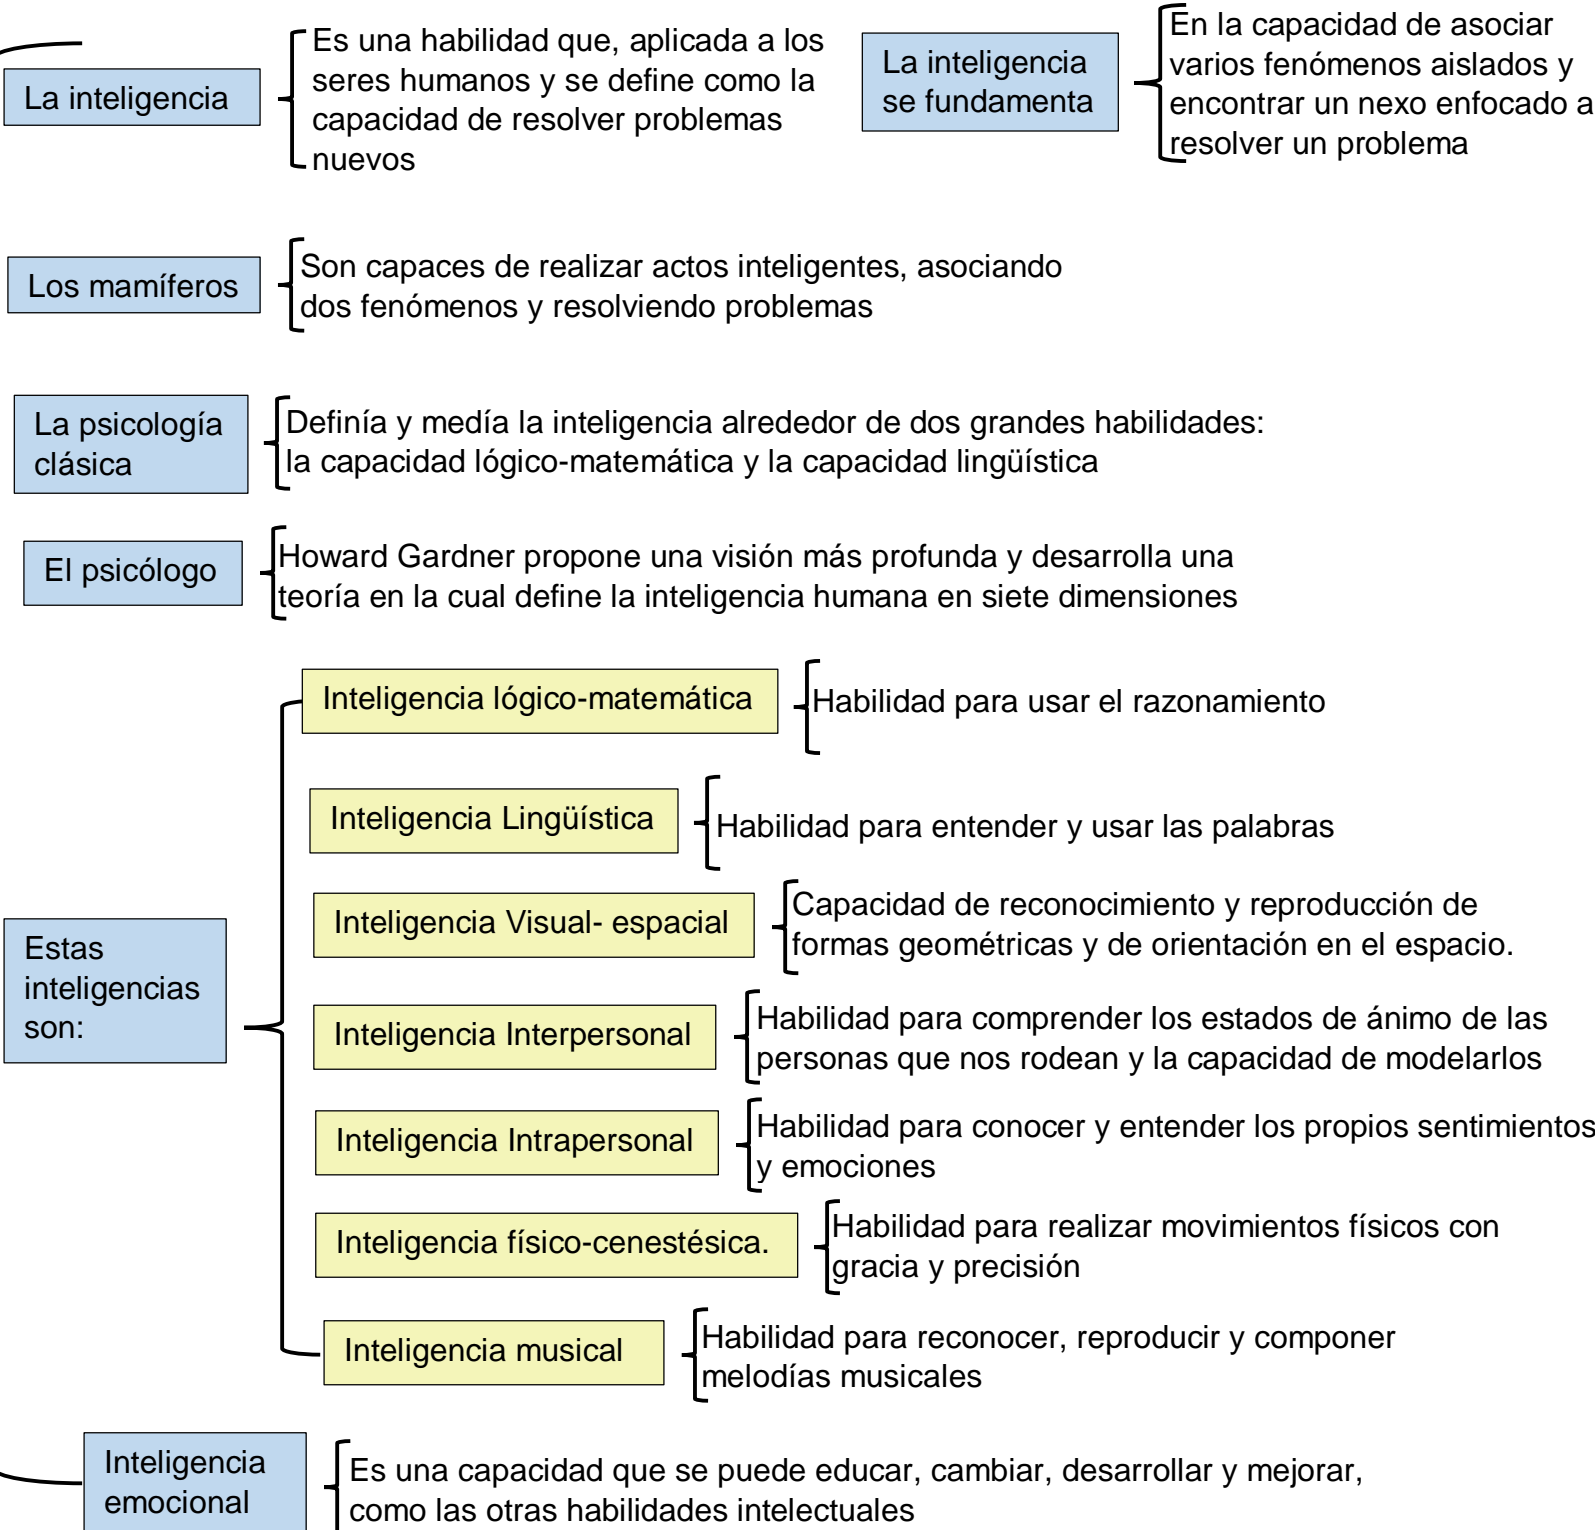 La inteligencia
Es una habilidad que, aplicada a los
seres humanos y se define como la
capacidad de resolver problemas
nuevos
La inteligencia
se fundamenta
En la capacidad de asociar
varios fenómenos aislados y
encontrar un nexo enfocado a
resolver un problema
Los mamíferos
Son capaces de realizar actos inteligentes, asociando
dos fenómenos y resolviendo problemas
La psicología
clásica
Definía y medía la inteligencia alrededor de dos grandes habilidades:
la capacidad lógico-matemática y la capacidad lingüística
El psicólogo
Howard Gardner propone una visión más profunda y desarrolla una
teoría en la cual define la inteligencia humana en siete dimensiones
Estas
inteligencias
son:
Inteligencia lógico-matemática
Habilidad para usar el razonamiento
Inteligencia Lingüística
Habilidad para entender y usar las palabras
Inteligencia Visual- espacial
Capacidad de reconocimiento y reproducción de
formas geométricas y de orientación en el espacio.
Inteligencia Interpersonal
Habilidad para comprender los estados de ánimo de las
personas que nos rodean y la capacidad de modelarlos
Inteligencia Intrapersonal
Habilidad para conocer y entender los propios sentimientos
y emociones
Inteligencia físico-cenestésica.
Habilidad para realizar movimientos físicos con
gracia y precisión
Inteligencia musical
Habilidad para reconocer, reproducir y componer
melodías musicales
Inteligencia
emocional
Es una capacidad que se puede educar, cambiar, desarrollar y mejorar,
como las otras habilidades intelectuales